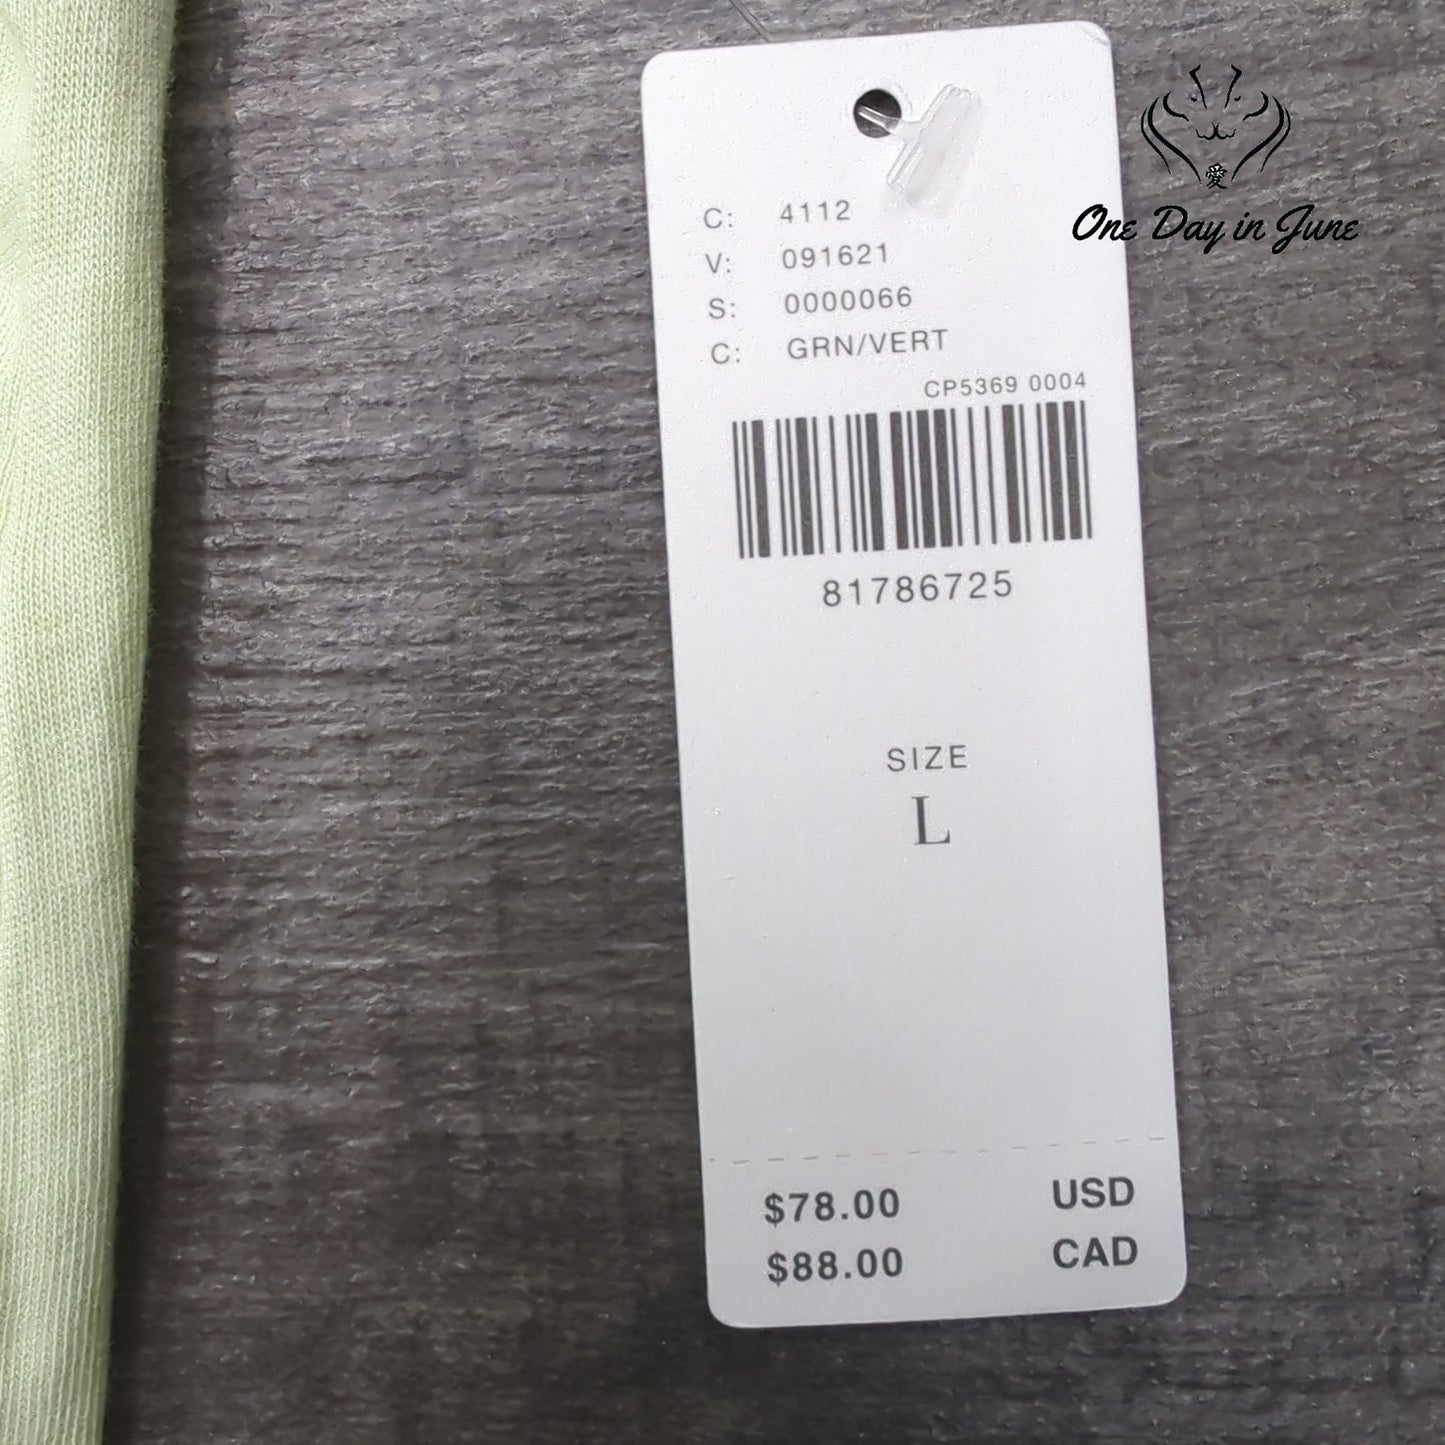 愛
One Day in June
C: 4112
V: 091621
S: 0000066
C: GRN/VERT
CP5369 0004
81786725
SIZE
L
$78.00 USD
$88.00 CAD